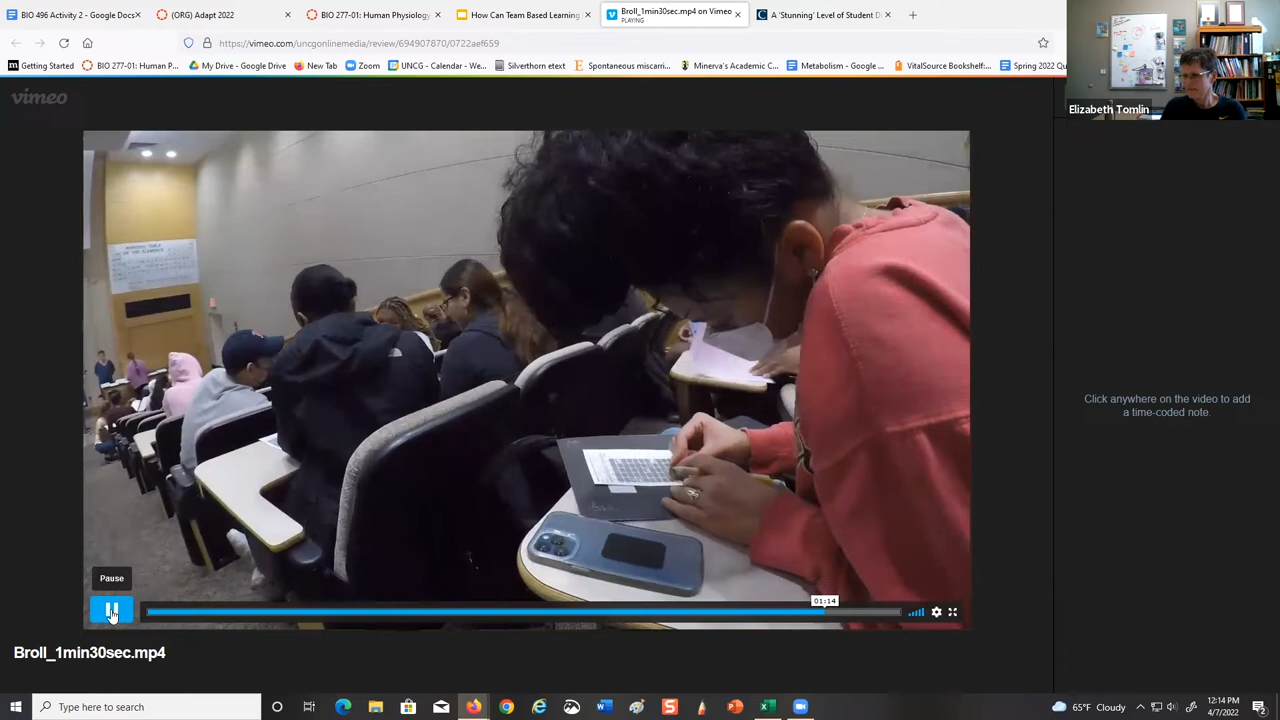 BIO 496 Activity 2 - Google Docs
(ORG) Adapt 2022
BIO 277-01: Human Physiology
How Can Team Based Learning
Broll_1min30sec.mp4 on Vimeo
PLAYING
A 'Stunning' Level of Student D
https://vimeo.com/uncgonlinemedia/review/
Getting Started
BIO 277-01: Human P...
My Drive - Google Drive
New Tab
Zoom
UNCG - Calendar - We...
Silverthorn etext
Spontaneous miscarri...
Minerva's Academic C...
Metabolism - Google ...
VitalSource Bookshelf:...
Spring 2022 Qu
Elizabeth Tomlin
vimeo
Click anywhere on the video to add
a time-coded note.
Pause
01:14
Broll_1min30sec.mp4
Type here to search
65°F Cloudy
12:14 PM
4/7/2022
2